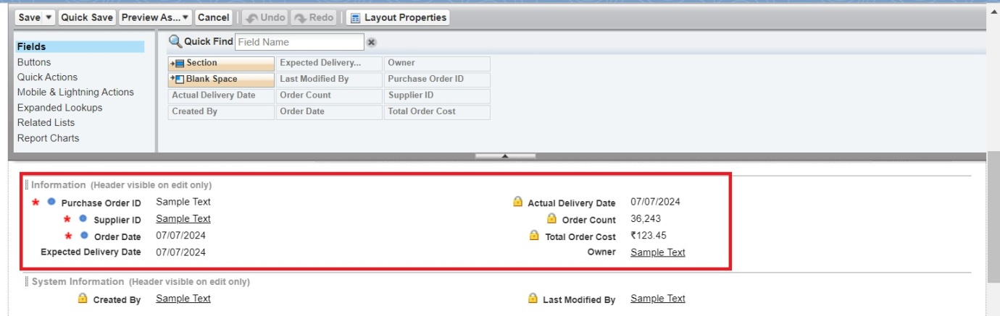 Save Quick Save Preview As... Cancel Undo Redo Layout Properties
Fields
Buttons
Quick Actions
Mobile & Lightning Actions
Expanded Lookups
Related Lists
Report Charts
Quick Find Field Name
Section Expected Delivery... Owner
Blank Space Last Modified By Purchase Order ID
Actual Delivery Date Order Count Supplier ID
Created By Order Date Total Order Cost
Information (Header visible on edit only)
* Purchase Order ID Sample Text Actual Delivery Date 07/07/2024
* Supplier ID Sample Text Order Count 36,243
* Order Date 07/07/2024 Total Order Cost ₹123.45
Expected Delivery Date 07/07/2024 Owner Sample Text
System Information (Header visible on edit only)
Created By Sample Text Last Modified By Sample Text